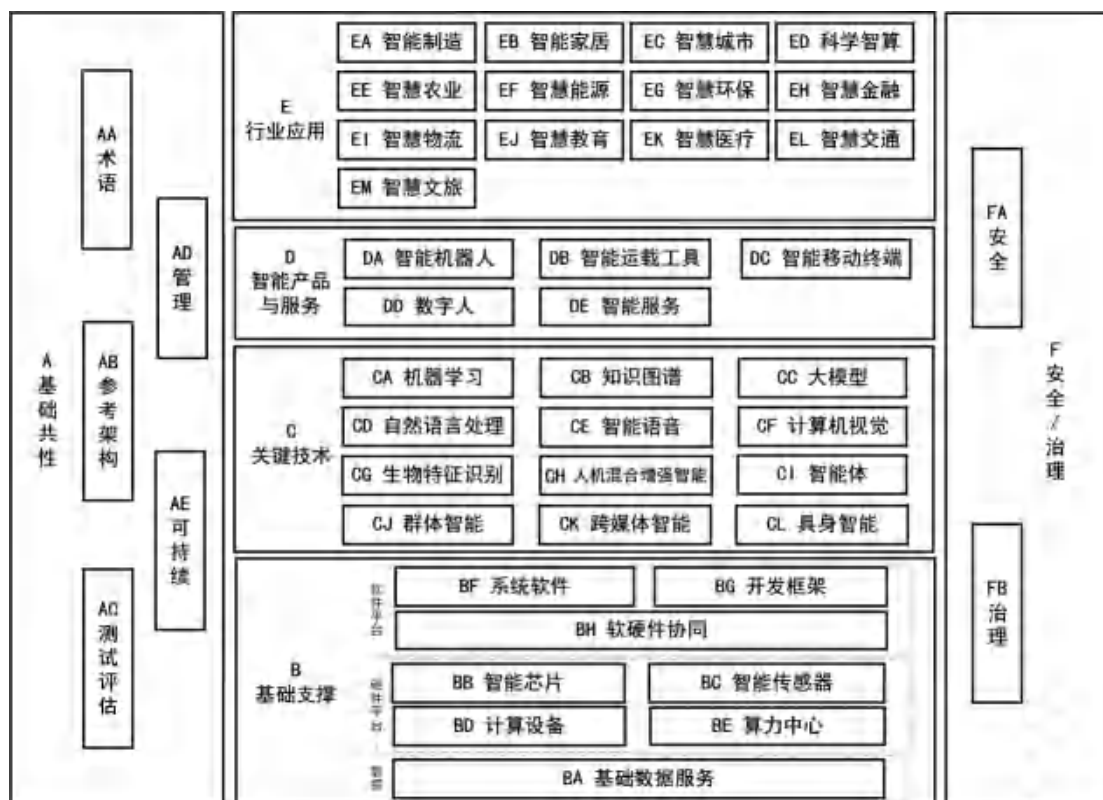 A
基础共性
AA
术语
AB
参考架构
AC
测试评估
AD
管理
AE
可持续
E
行业应用
EA 智能制造
EB 智能家居
EC 智慧城市
ED 科学智算
EE 智慧农业
EF 智慧能源
EG 智慧环保
EH 智慧金融
EI 智慧物流
EJ 智慧教育
EK 智慧医疗
EL 智慧交通
EM 智慧文旅
D
智能产品
与服务
DA 智能机器人
DB 智能运载工具
DC 智能移动终端
DD 数字人
DE 智能服务
C
关键技术
CA 机器学习
CB 知识图谱
CC 大模型
CD 自然语言处理
CE 智能语音
CF 计算机视觉
CG 生物特征识别
CH 人机混合增强智能
CI 智能体
CJ 群体智能
CK 跨媒体智能
CL 具身智能
B
基础支撑
软件平台
BF 系统软件
BG 开发框架
BH 软硬件协同
硬件平台
BB 智能芯片
BC 智能传感器
BD 计算设备
BE 算力中心
数据
BA 基础数据服务
FA
安全
FB
治理
F
安全/治理